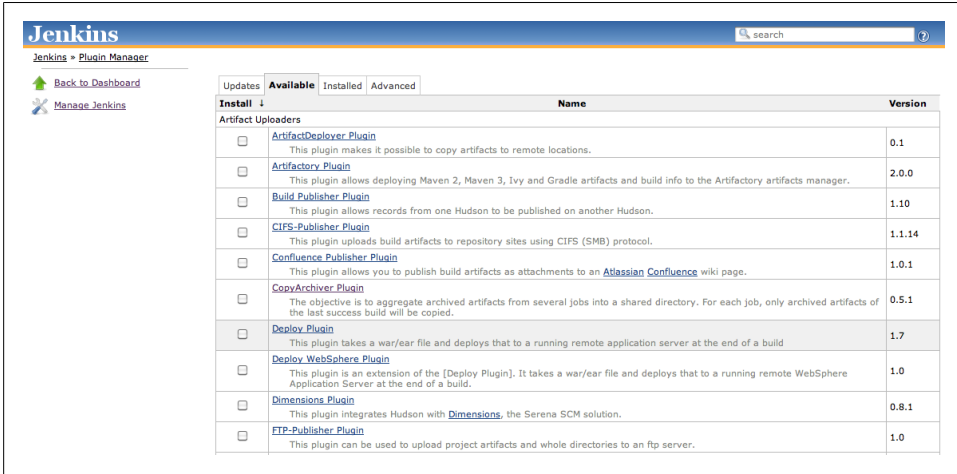 Jenkins
search
Jenkins » Plugin Manager
Back to Dashboard
Manage Jenkins
Updates Available Installed Advanced
Install ↓ Name Version
Artifact Uploaders
ArtifactDeployer Plugin
This plugin makes it possible to copy artifacts to remote locations.
0.1
Artifactory Plugin
This plugin allows deploying Maven 2, Maven 3, Ivy and Gradle artifacts and build info to the Artifactory artifacts manager.
2.0.0
Build Publisher Plugin
This plugin allows records from one Hudson to be published on another Hudson.
1.10
CIFS-Publisher Plugin
This plugin uploads build artifacts to repository sites using CIFS (SMB) protocol.
1.1.14
Confluence Publisher Plugin
This plugin allows you to publish build artifacts as attachments to an Atlassian Confluence wiki page.
1.0.1
CopyArchiver Plugin
The objective is to aggregate archived artifacts from several jobs into a shared directory. For each job, only archived artifacts of
the last success build will be copied.
0.5.1
Deploy Plugin
This plugin takes a war/ear file and deploys that to a running remote application server at the end of a build
1.7
Deploy WebSphere Plugin
This plugin is an extension of the [Deploy Plugin]. It takes a war/ear file and deploys that to a running remote WebSphere
Application Server at the end of a build.
1.0
Dimensions Plugin
This plugin integrates Hudson with Dimensions, the Serena SCM solution.
0.8.1
FTP-Publisher Plugin
This plugin can be used to upload project artifacts and whole directories to an ftp server.
1.0